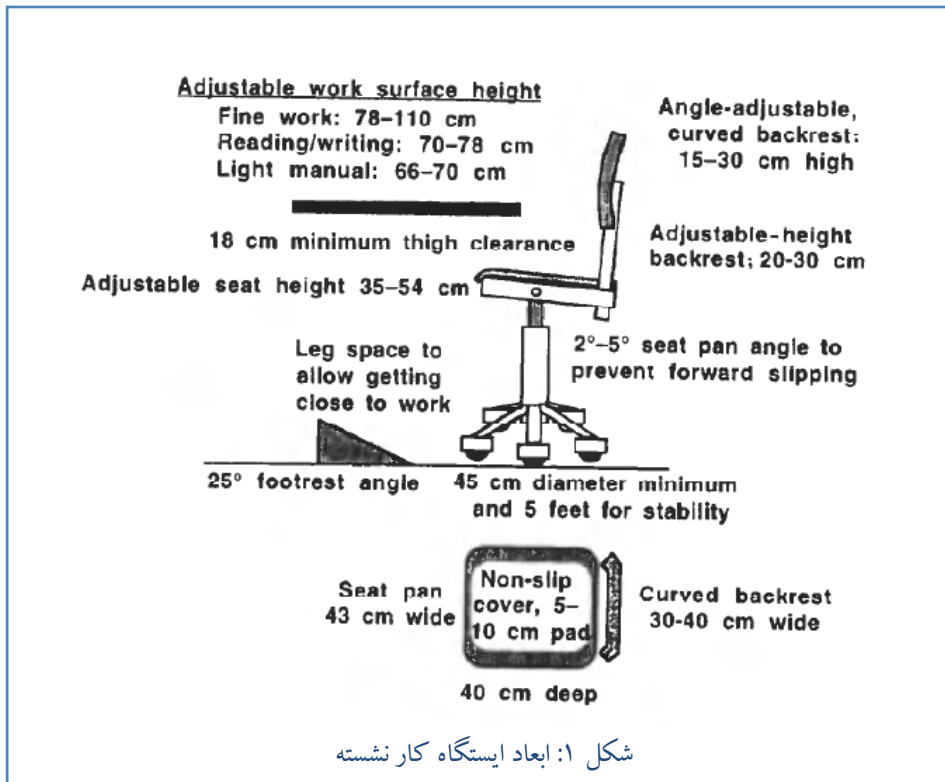 Adjustable work surface height
Fine work: 78–110 cm
Reading/writing: 70–78 cm
Light manual: 66–70 cm
Angle-adjustable,
curved backrest:
15–30 cm high
18 cm minimum thigh clearance
Adjustable-height
backrest; 20-30 cm
Adjustable seat height 35–54 cm
Leg space to
allow getting
close to work
2°–5° seat pan angle to
prevent forward slipping
25° footrest angle
45 cm diameter minimum
and 5 feet for stability
Seat pan
43 cm wide
Non-slip
cover, 5–
10 cm pad
Curved backrest
30-40 cm wide
40 cm deep
شکل ۱: ابعاد ایستگاه کار نشسته